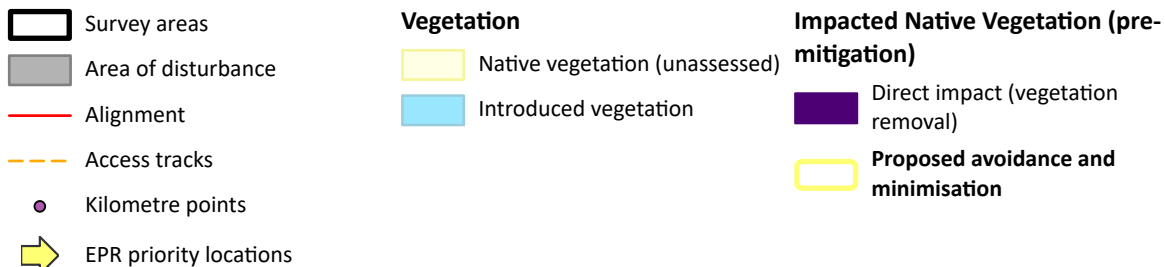 Survey areas
Area of disturbance
Alignment
Access tracks
Kilometre points
EPR priority locations
Vegetation
Native vegetation (unassessed)
Introduced vegetation
Impacted Native Vegetation (pre-
mitigation)
Direct impact (vegetation
removal)
Proposed avoidance and
minimisation